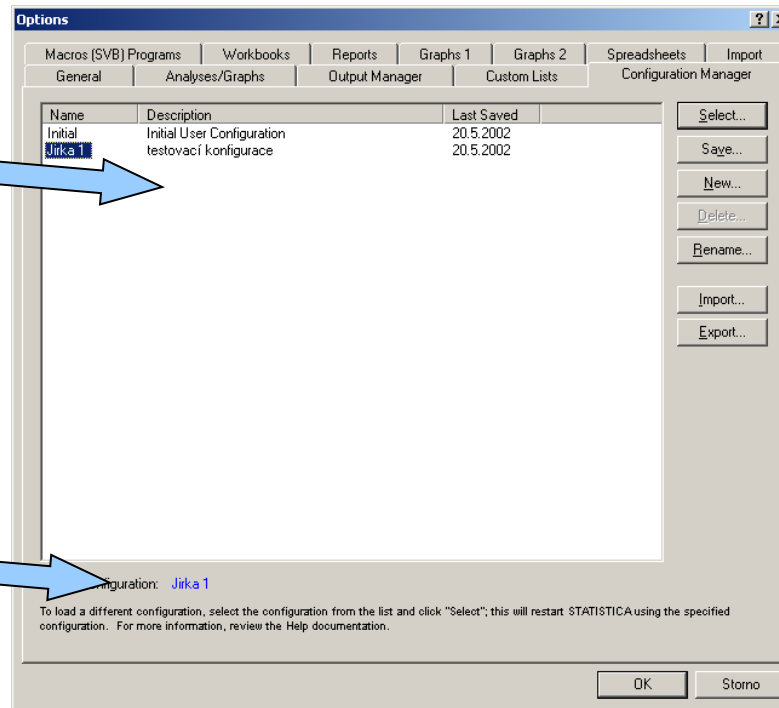 Options
Macros (SVB) Programs Workbooks Reports Graphs 1 Graphs 2 Spreadsheets Import
General Analyses/Graphs Output Manager Custom Lists Configuration Manager
Name Description Last Saved Select...
Initial Initial User Configuration 20.5.2002
Jirka 1 testovací konfigurace 20.5.2002 Save...
New...
Delete...
Rename...
Import...
Export...
Jirka 1
To load a different configuration, select the configuration from the list and click "Select"; this will restart STATISTICA using the specified
configuration. For more information, review the Help documentation.
OK Storno